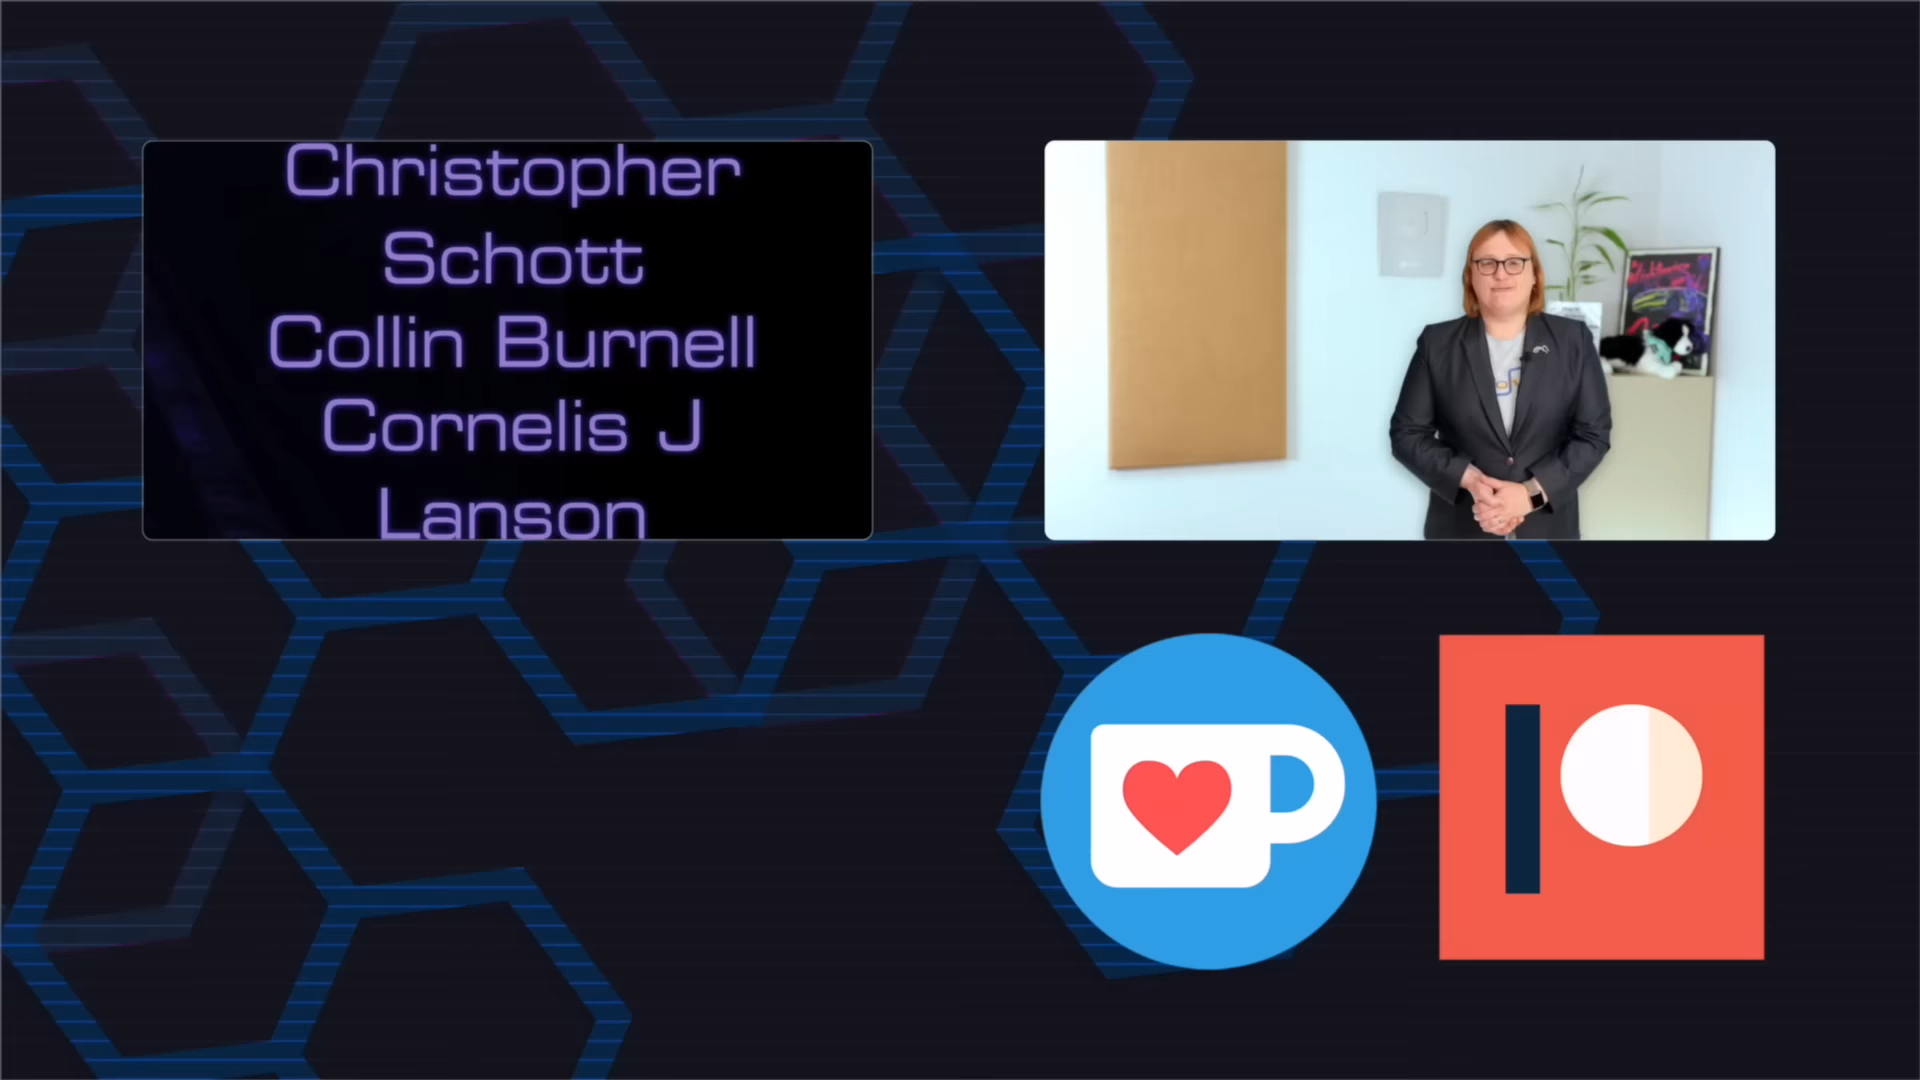 Christopher
Schott
Collin Burnell
Cornelis J
Lanson